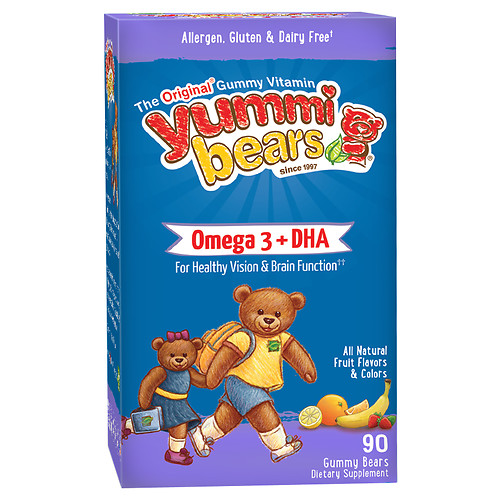 Allergen, Gluten & Dairy Free†
The Original® Gummy Vitamin
yummi
bears®
since 1997
Omega 3 + DHA
For Healthy Vision & Brain Function††
All Natural
Fruit Flavors
& Colors
90
Gummy Bears
Dietary Supplement